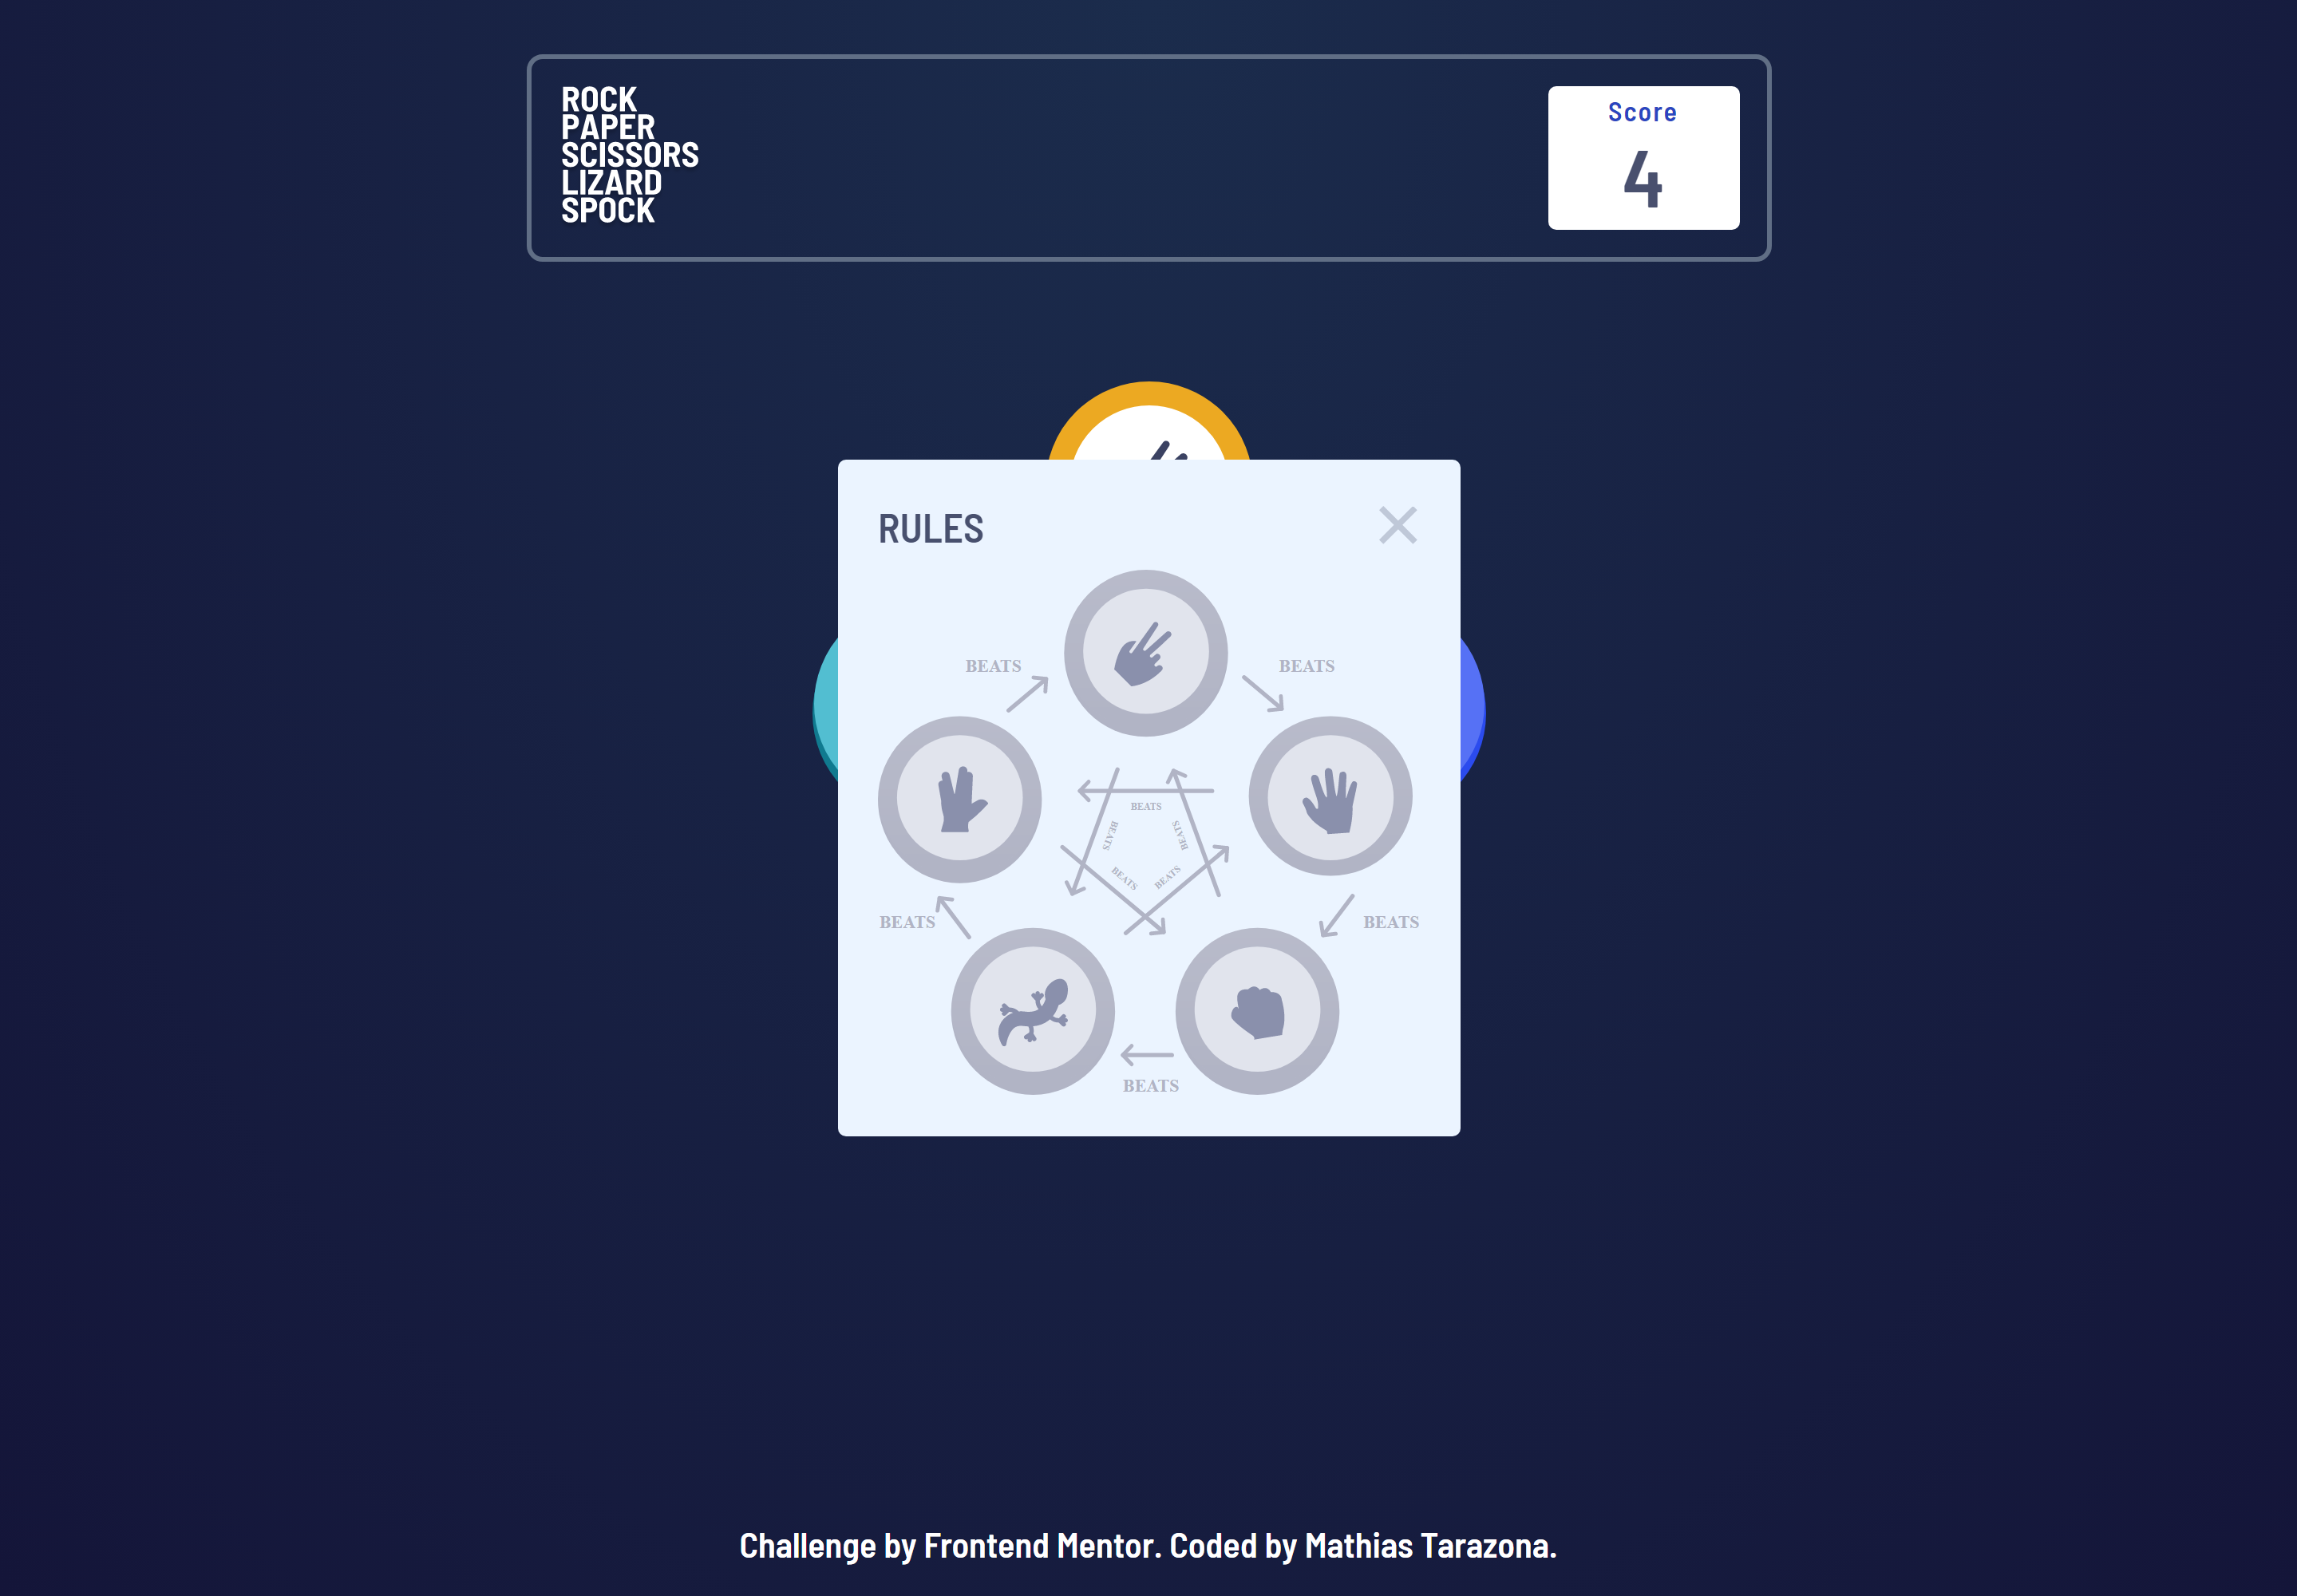 ROCK
PAPER
SCISSORS
LIZARD
SPOCK
Score
4
RULES
BEATS
BEATS
BEATS
BEATS
BEATS
BEATS
BEATS
BEATS
BEATS
BEATS
Challenge by Frontend Mentor. Coded by Mathias Tarazona.